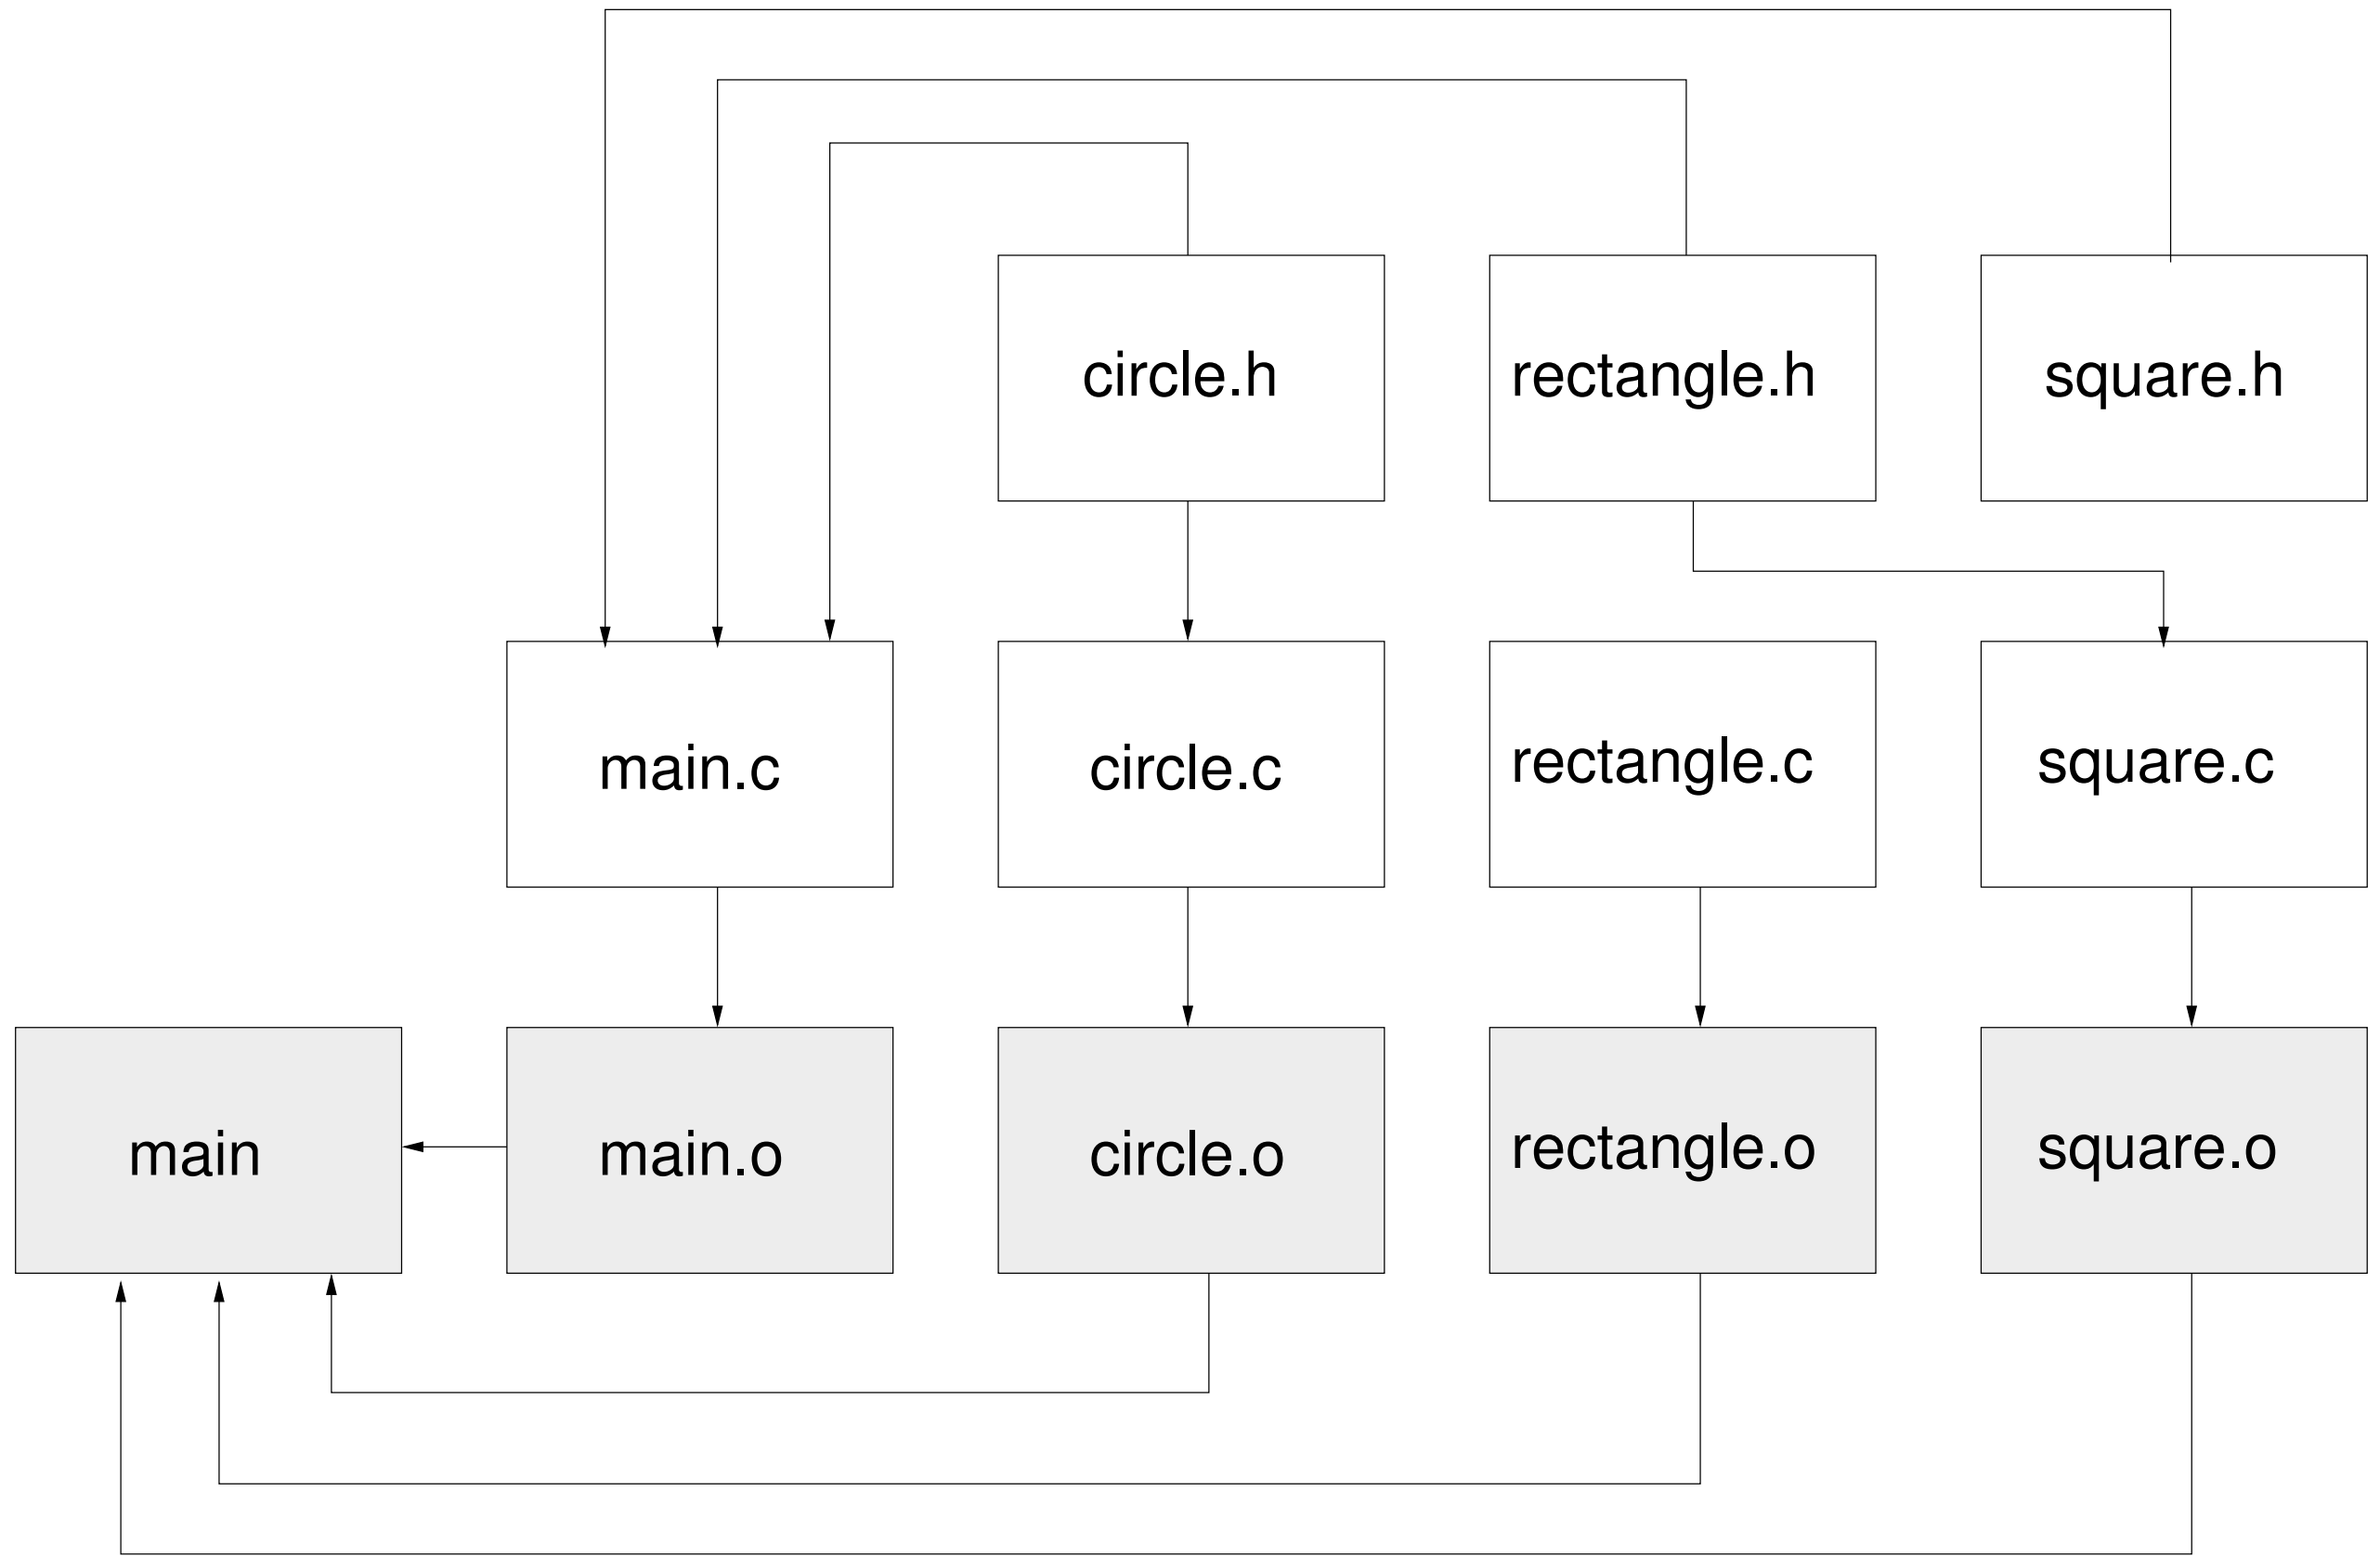 circle.h
rectangle.h
square.h
main.c
circle.c
rectangle.c
square.c
main
main.o
circle.o
rectangle.o
square.o